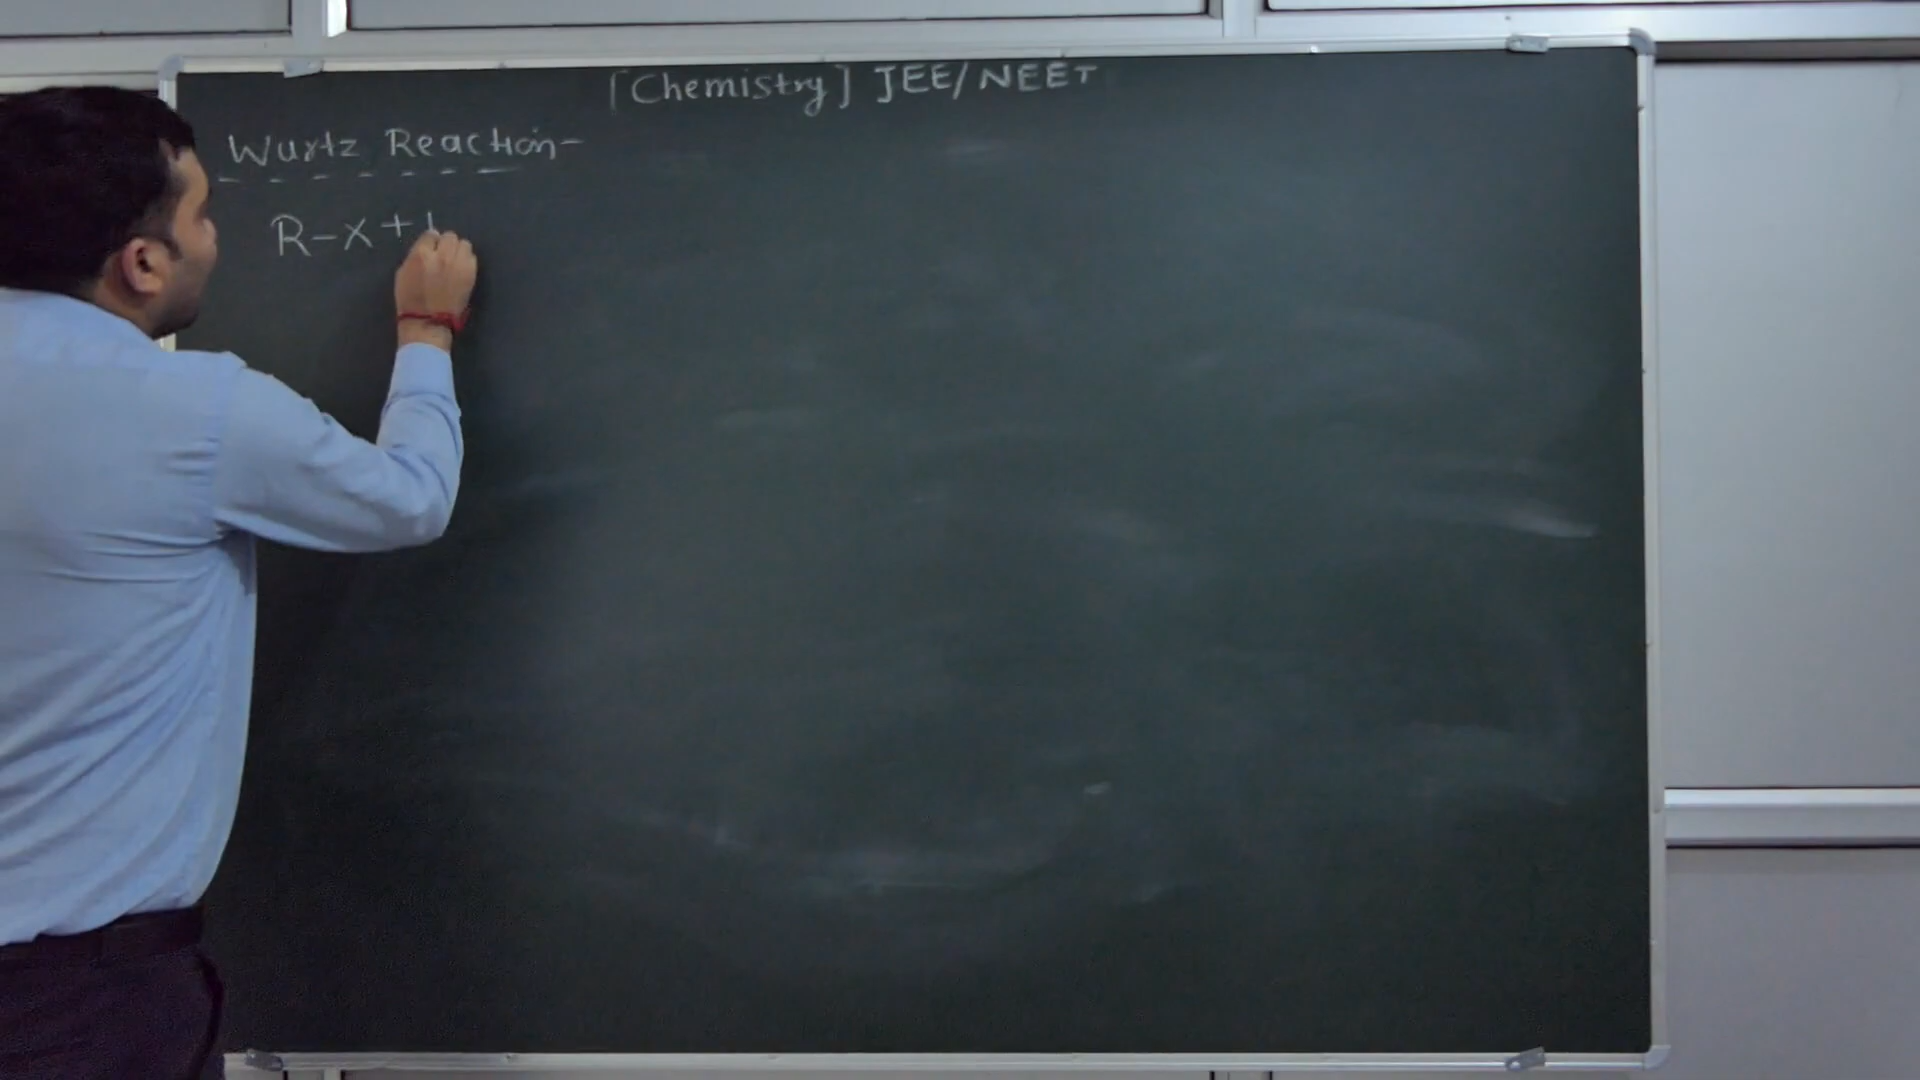 [Chemistry] JEE/NEET
Wurtz Reaction-
R-X+